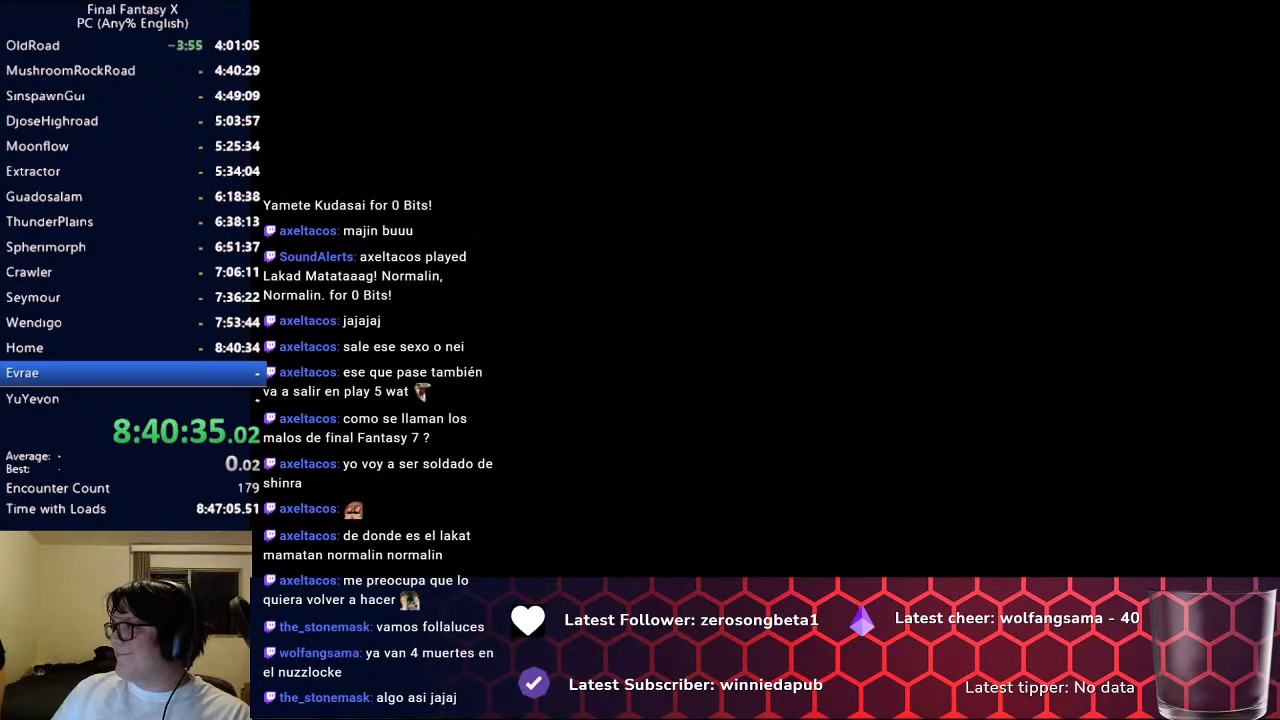 Final Fantasy X
PC (Any% English)
OldRoad -3:55 4:01:05
MushroomRockRoad - 4:40:29
SinspawnGui - 4:49:09
DjoseHighroad - 5:03:57
Moonflow - 5:25:34
Extractor - 5:34:04
Guadosalam - 6:18:38
ThunderPlains - 6:38:13
Spherimorph - 6:51:37
Crawler - 7:06:11
Seymour - 7:36:22
Wendigo - 7:53:44
Home - 8:40:34
Evrae -
YuYevon -
8:40:35.02
Average: -
Best: -
0.02
Encounter Count 179
Time with Loads 8:47:05.51
Yamete Kudasai for 0 Bits!
axeltacos: majin buuu
SoundAlerts: axeltacos played
Lakad Matataaag! Normalin,
Normalin. for 0 Bits!
axeltacos: jajajaj
axeltacos: sale ese sexo o nei
axeltacos: ese que pase también
va a salir en play 5 wat
axeltacos: como se llaman los
malos de final Fantasy 7 ?
axeltacos: yo voy a ser soldado de
shinra
axeltacos:
axeltacos: de donde es el lakat
mamatan normalin normalin
axeltacos: me preocupa que lo
quiera volver a hacer
the_stonemask: vamos follaluces
wolfangsama: ya van 4 muertes en
el nuzzlocke
the_stonemask: algo asi jajaj
Latest Follower: zerosongbeta1
Latest cheer: wolfangsama - 40
Latest Subscriber: winniedapub
Latest tipper: No data